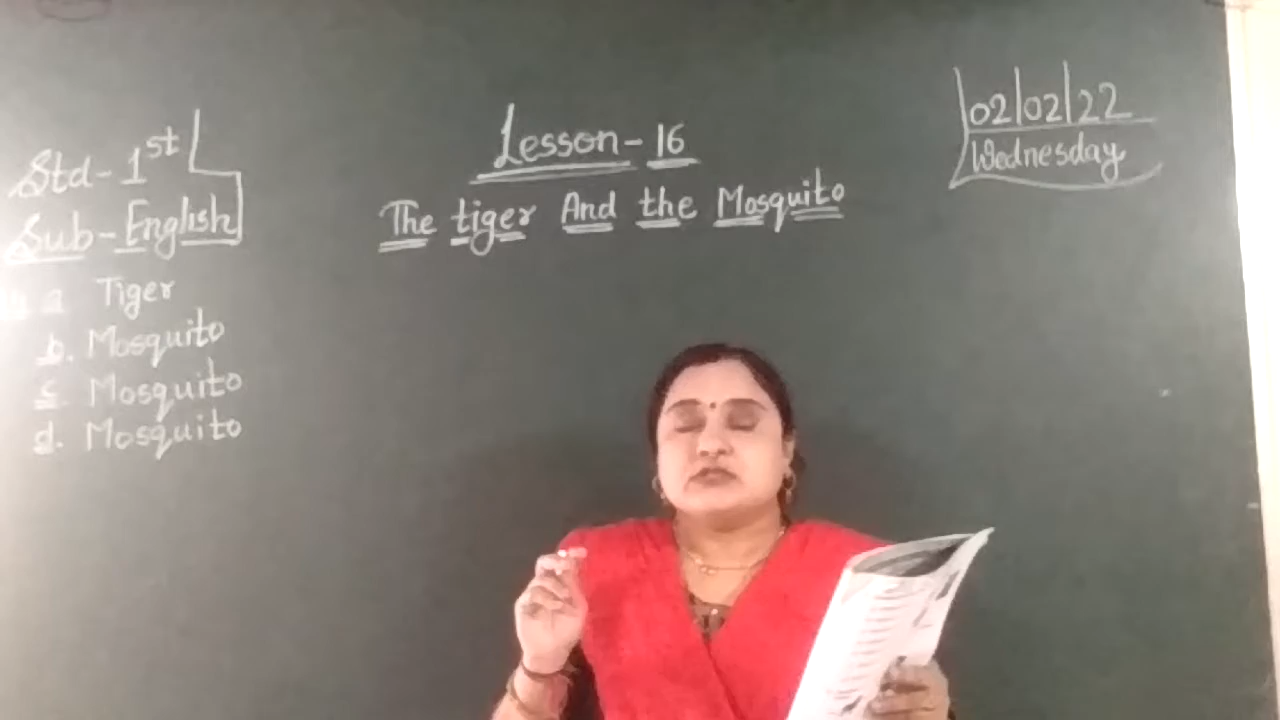 Std-1st
Sub-English
a Tiger
b. Mosquito
c. Mosquito
d. Mosquito
Lesson-16
The tiger And the Mosquito
02/02/22
Wednesday